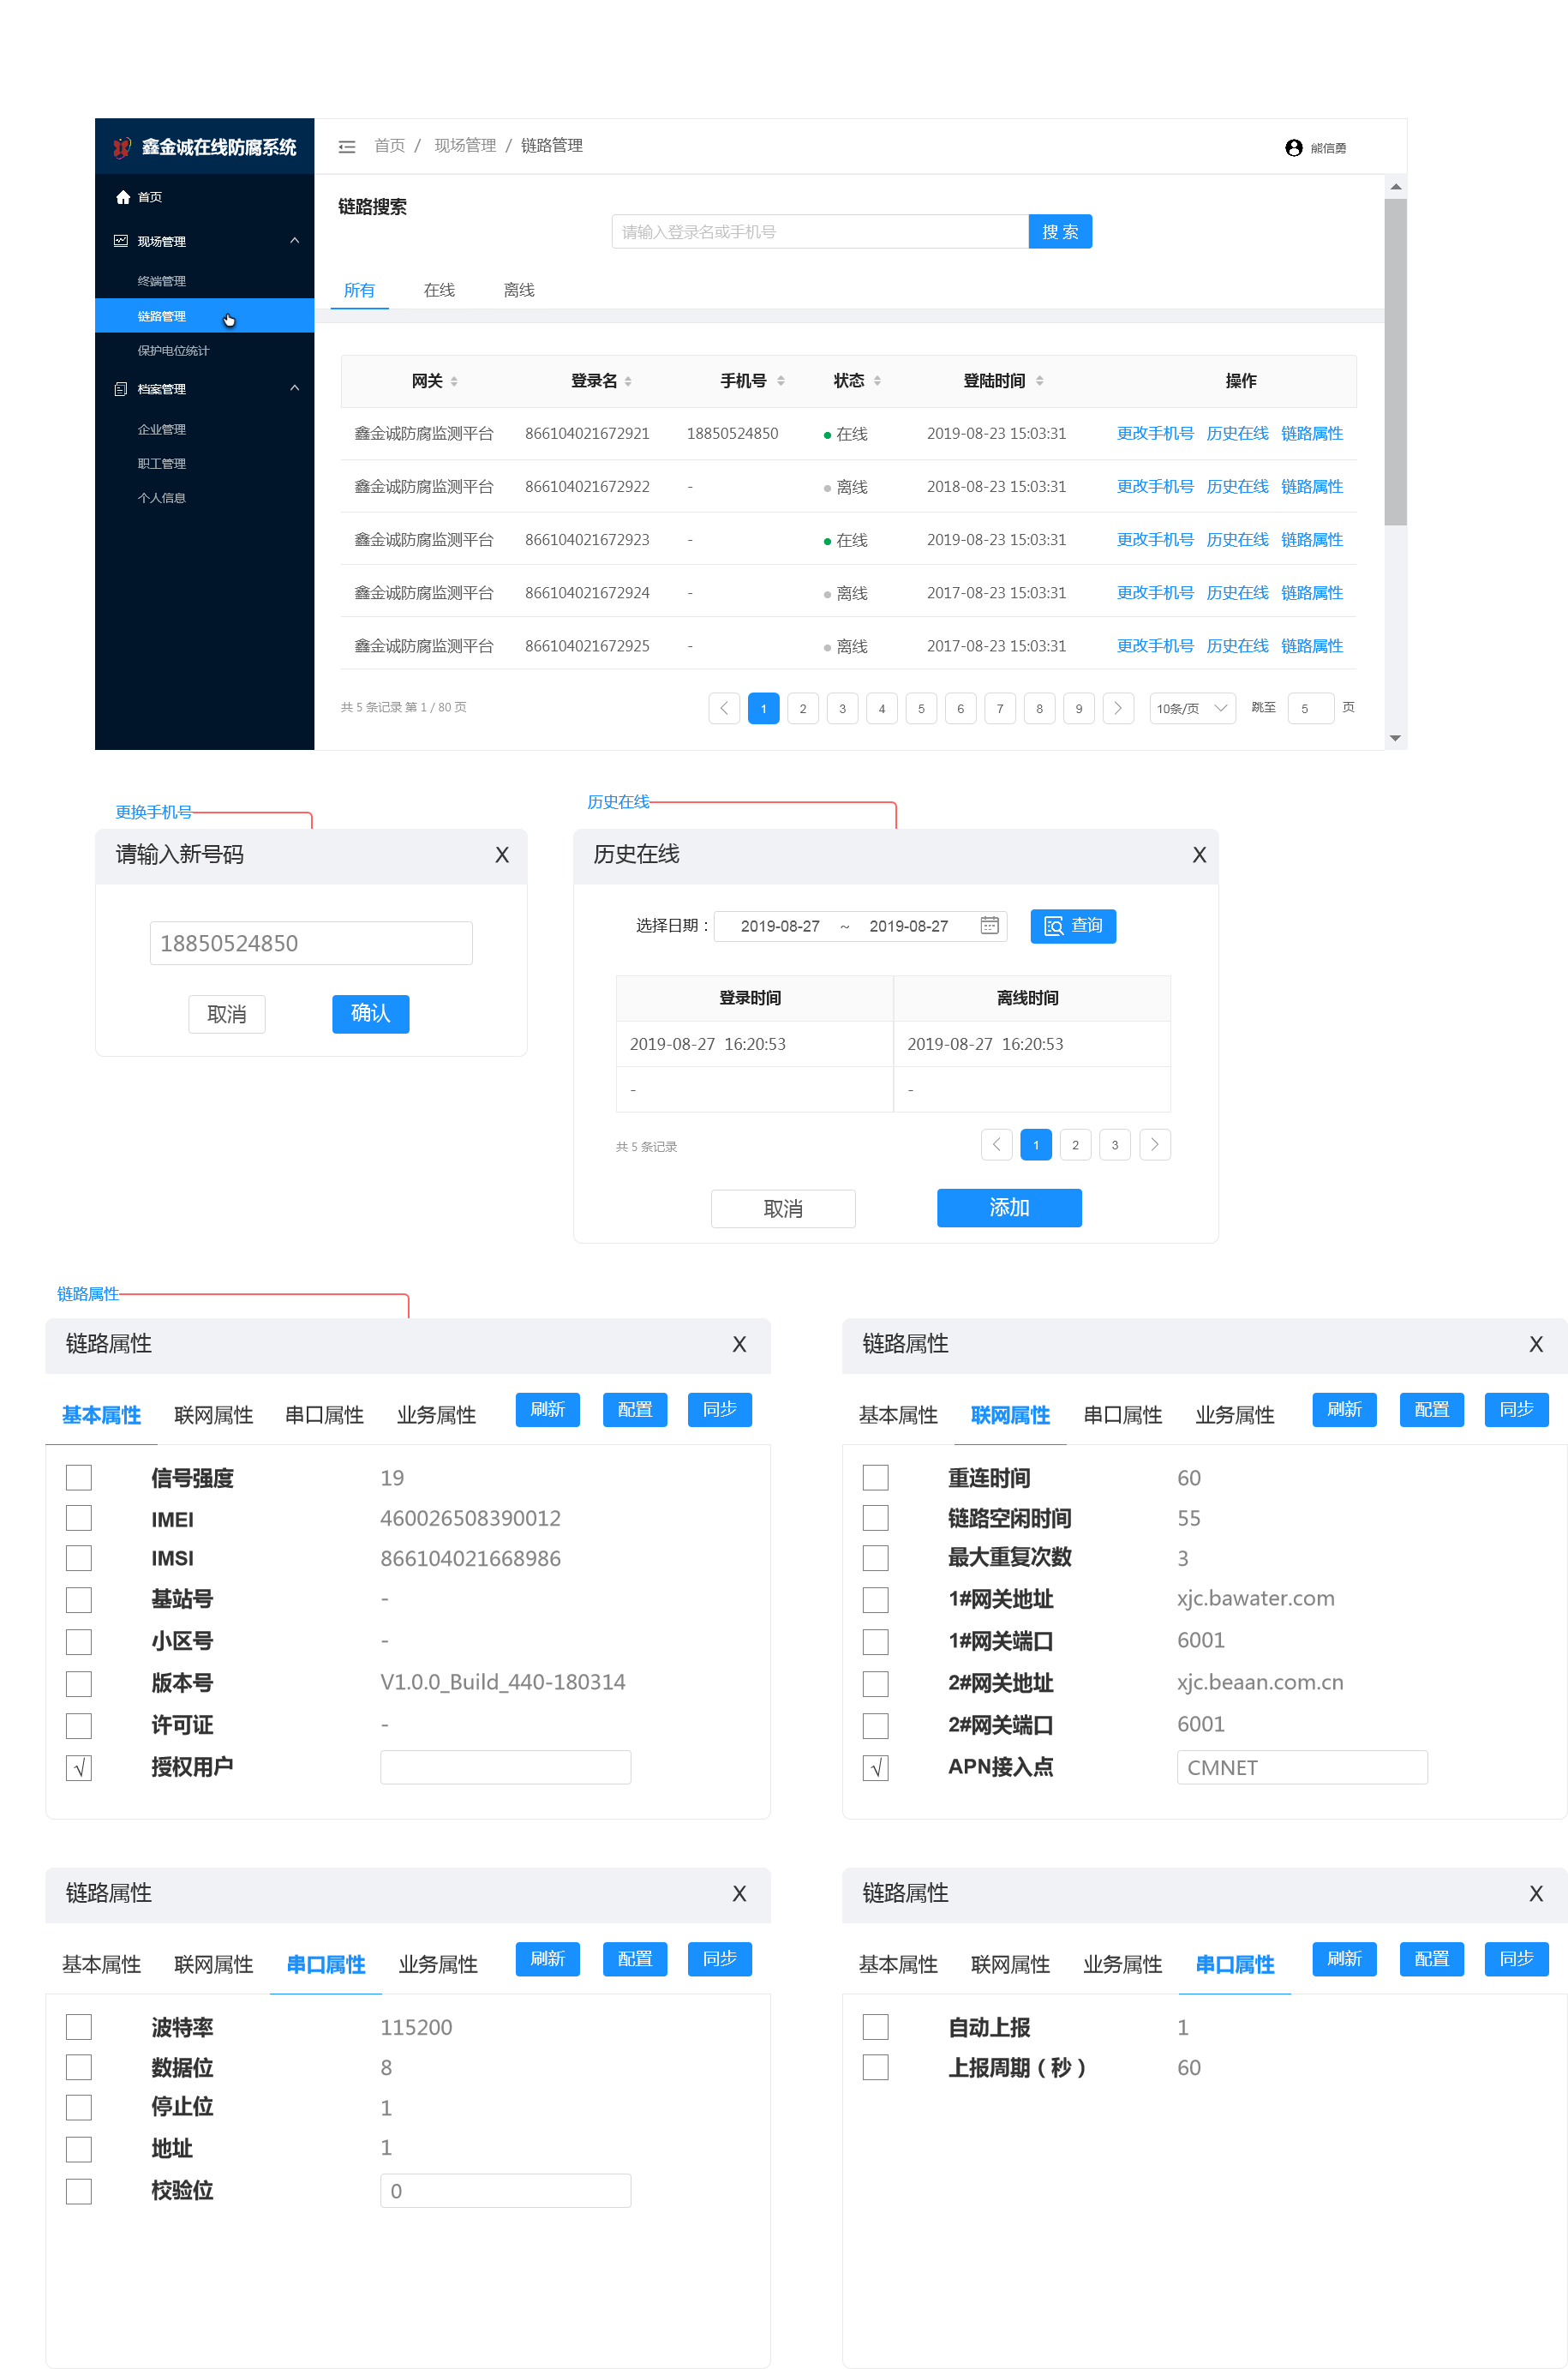 鑫金诚在线防腐系统
首页 / 现场管理 / 链路管理
熊信勇
首页
现场管理
终端管理
链路管理
保护电位统计
档案管理
企业管理
职工管理
个人信息
链路搜索
请输入登录名或手机号 搜 索
所有 在线 离线
网关 登录名 手机号 状态 登陆时间 操作
鑫金诚防腐监测平台 866104021672921 18850524850 在线 2019-08-23 15:03:31 更改手机号 历史在线 链路属性
鑫金诚防腐监测平台 866104021672922 - 离线 2018-08-23 15:03:31 更改手机号 历史在线 链路属性
鑫金诚防腐监测平台 866104021672923 - 在线 2019-08-23 15:03:31 更改手机号 历史在线 链路属性
鑫金诚防腐监测平台 866104021672924 - 离线 2017-08-23 15:03:31 更改手机号 历史在线 链路属性
鑫金诚防腐监测平台 866104021672925 - 离线 2017-08-23 15:03:31 更改手机号 历史在线 链路属性
共 5 条记录 第 1 / 80 页 1 2 3 4 5 6 7 8 9 10条/页 跳至 5 页
更换手机号
请输入新号码 X
18850524850
取消 确认
历史在线
历史在线 X
选择日期： 2019-08-27 ~ 2019-08-27 查询
登录时间 离线时间
2019-08-27 16:20:53 2019-08-27 16:20:53
- -
共 5 条记录 1 2 3
取消 添加
链路属性
链路属性 X
基本属性 联网属性 串口属性 业务属性 刷新 配置 同步
信号强度 19
IMEI 460026508390012
IMSI 866104021668986
基站号 -
小区号 -
版本号 V1.0.0_Build_440-180314
许可证 -
√ 授权用户
链路属性 X
基本属性 联网属性 串口属性 业务属性 刷新 配置 同步
重连时间 60
链路空闲时间 55
最大重复次数 3
1#网关地址 xjc.bawater.com
1#网关端口 6001
2#网关地址 xjc.beaan.com.cn
2#网关端口 6001
√ APN接入点 CMNET
链路属性 X
基本属性 联网属性 串口属性 业务属性 刷新 配置 同步
波特率 115200
数据位 8
停止位 1
地址 1
校验位 0
链路属性 X
基本属性 联网属性 业务属性 串口属性 刷新 配置 同步
自动上报 1
上报周期（秒） 60